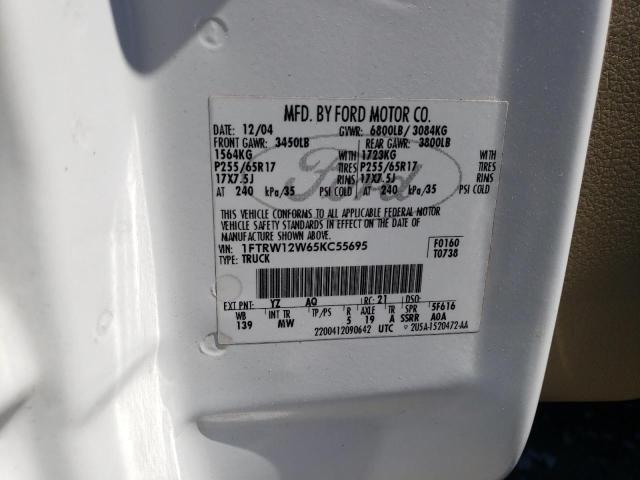 MFD. BY FORD MOTOR CO.
DATE: 12/04 GVWR: 6800LB/ 3084KG
FRONT GAWR: 3450LB REAR GAWR: 3800LB
1564KG WITH 1723KG WITH
P255/65R17 TIRES P255/65R17 TIRES
17X7.5J RIMS 17X7.5J RIMS
AT 240 kPa/35 PSI COLD AT 240 kPa/35 PSI COLD
Ford
THIS VEHICLE CONFORMS TO ALL APPLICABLE FEDERAL MOTOR
VEHICLE SAFETY STANDARDS IN EFFECT ON THE DATE OF
MANUFACTURE SHOWN ABOVE.
VIN: 1FTRW12W65KC55695 F0160
TYPE: TRUCK T0738
EXT PNT: YZ AQ RC: 21 DSO:
WB INT TR TP/PS R AXLE TR SPR 5F616
139 MW 5 19 A SSRR A0A
2200412090642 UTC 2U5A-1520472-AA